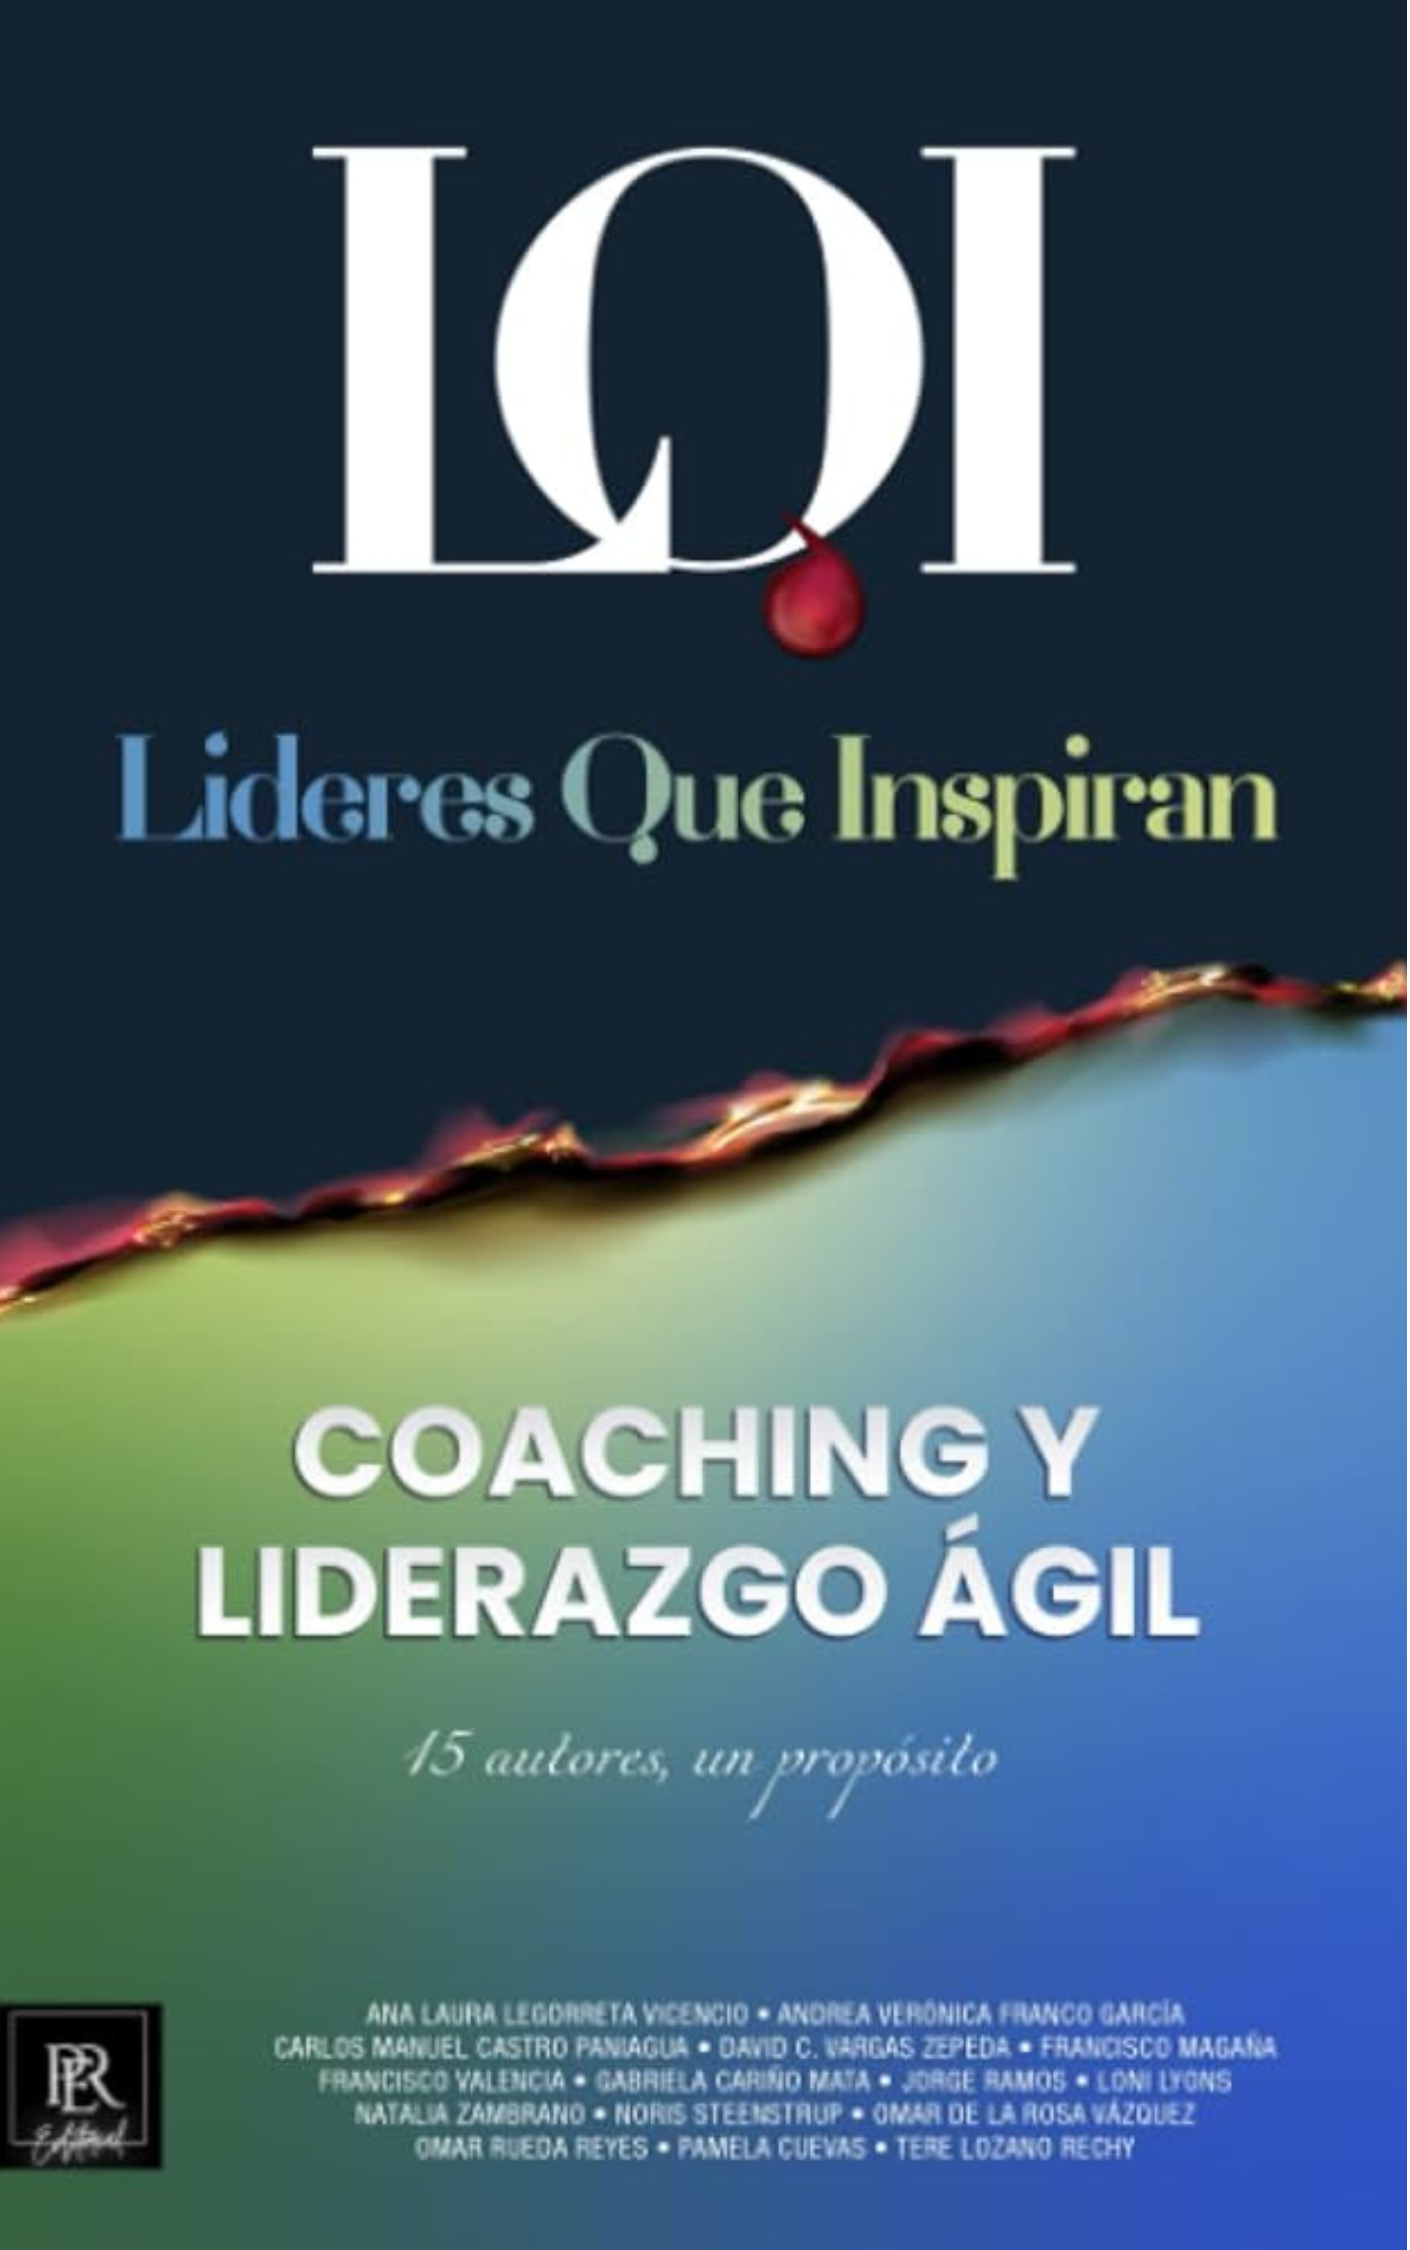 LQI
Lideres Que Inspiran
COACHING Y
LIDERAZGO ÁGIL
15 autores, un propósito
ANA LAURA LEGORRETA VICENCIO • ANDREA VERÓNICA FRANCO GARCÍA
CARLOS MANUEL CASTRO PANIAGUA • DAVID C. VARGAS ZEPEDA • FRANCISCO MAGAÑA
FRANCISCO VALENCIA • GABRIELA CARIÑO MATA • JORGE RAMOS • LONI LYONS
NATALIA ZAMBRANO • NORIS STEENSTRUP • OMAR DE LA ROSA VÁZQUEZ
OMAR RUEDA REYES • PAMELA CUEVAS • TERE LOZANO RECHY
PER
Editorial